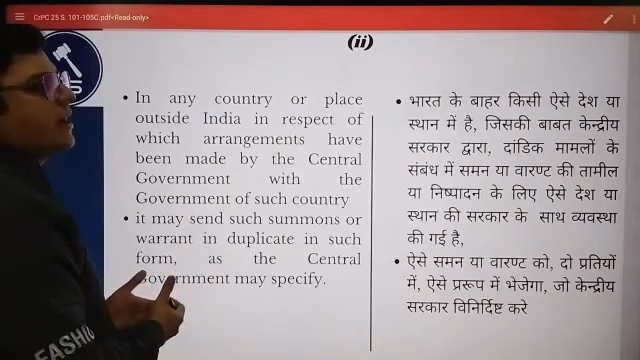 CrPC 25 S. 101-105C.pdf<Read-only>
(ii)
• In any country or place
outside India in respect of
which arrangements have
been made by the Central
Government with the
Government of such country
• it may send such summons or
warrant in duplicate in such
form, as the Central
Government may specify.
• भारत के बाहर किसी ऐसे देश या
स्थान में है, जिसकी बाबत केन्द्रीय
सरकार द्वारा, दांडिक मामलों के
संबंध में समन या वारण्ट की तामील
या निष्पादन के लिए ऐसे देश या
स्थान की सरकार के साथ व्यवस्था
की गई है,
• ऐसे समन या वारण्ट को, दो प्रतियों
में, ऐसे प्ररूप में भेजेगा, जो केन्द्रीय
सरकार विनिर्दिष्ट करे
FASHION